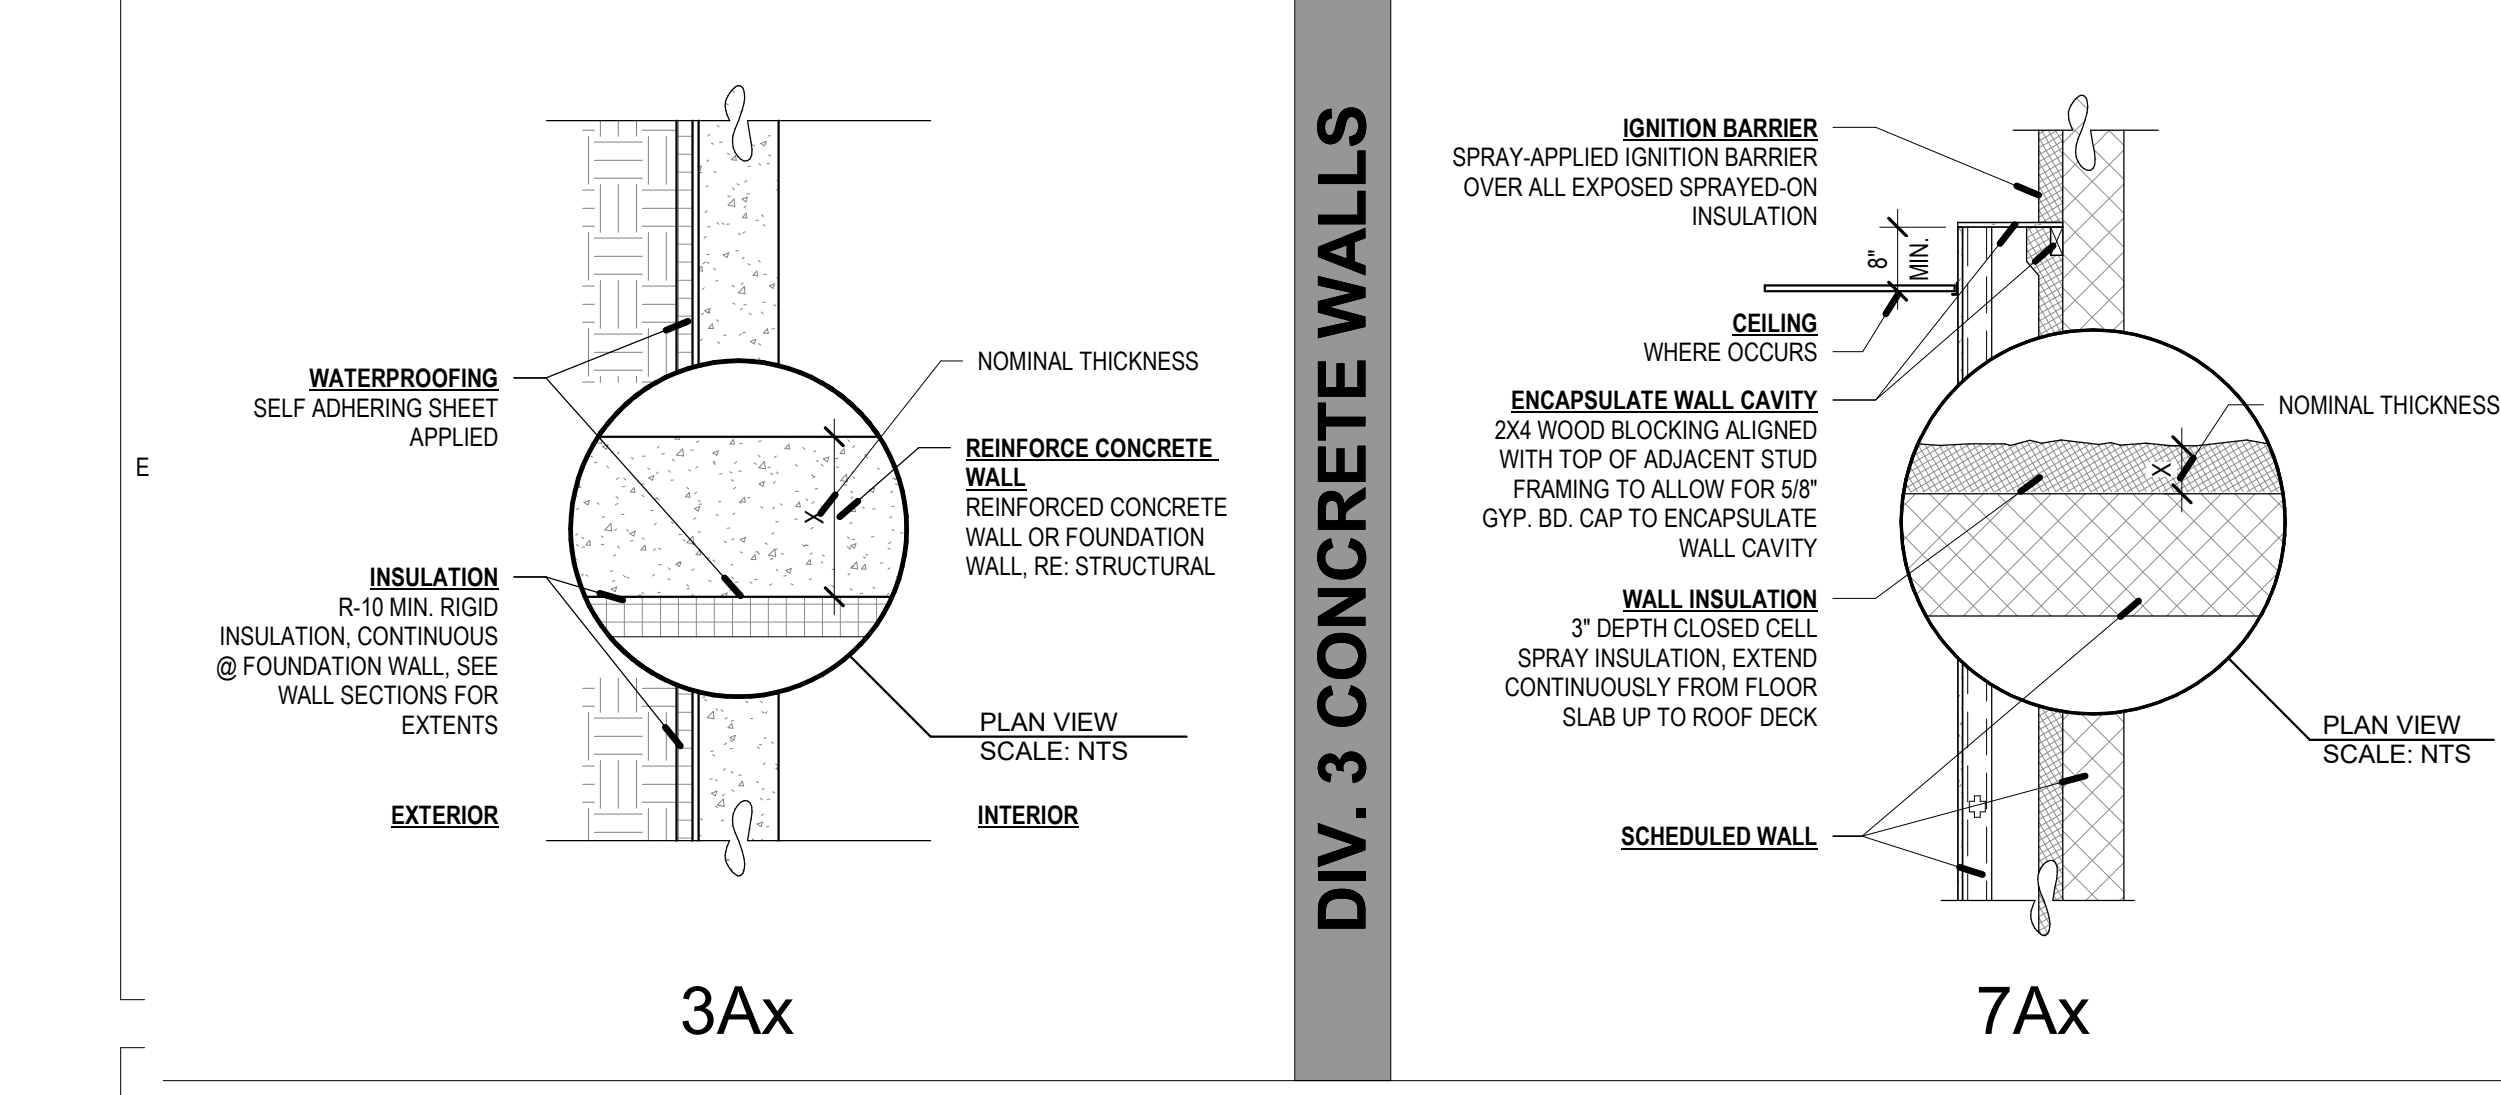 E
WATERPROOFING
SELF ADHERING SHEET
APPLIED
INSULATION
R-10 MIN. RIGID
INSULATION, CONTINUOUS
@ FOUNDATION WALL, SEE
WALL SECTIONS FOR
EXTENTS
EXTERIOR
X
NOMINAL THICKNESS
REINFORCE CONCRETE
WALL
REINFORCED CONCRETE
WALL OR FOUNDATION
WALL, RE: STRUCTURAL
PLAN VIEW
SCALE: NTS
INTERIOR
3Ax
DIV. 3 CONCRETE WALLS
IGNITION BARRIER
SPRAY-APPLIED IGNITION BARRIER
OVER ALL EXPOSED SPRAYED-ON
INSULATION
8"
MIN.
CEILING
WHERE OCCURS
ENCAPSULATE WALL CAVITY
2X4 WOOD BLOCKING ALIGNED
WITH TOP OF ADJACENT STUD
FRAMING TO ALLOW FOR 5/8"
GYP. BD. CAP TO ENCAPSULATE
WALL CAVITY
WALL INSULATION
3" DEPTH CLOSED CELL
SPRAY INSULATION, EXTEND
CONTINUOUSLY FROM FLOOR
SLAB UP TO ROOF DECK
SCHEDULED WALL
X
NOMINAL THICKNESS
PLAN VIEW
SCALE: NTS
7Ax